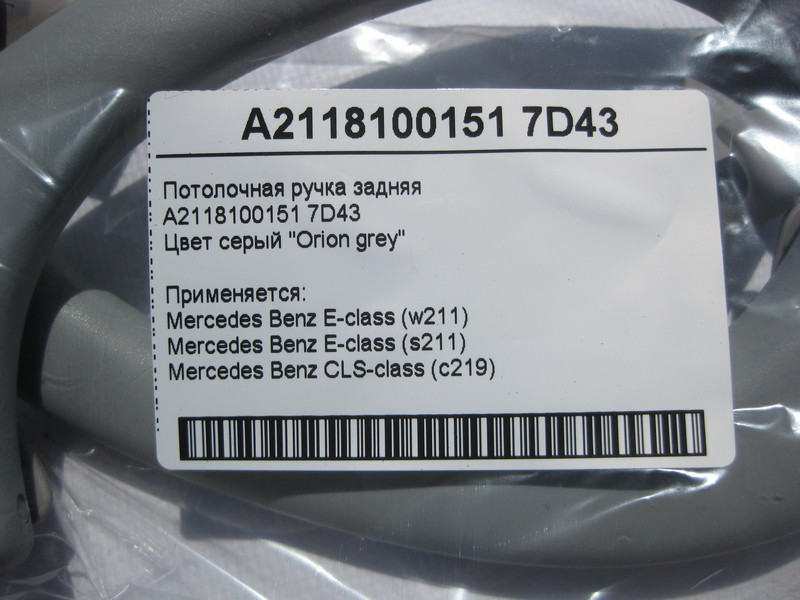 A2118100151 7D43
Потолочная ручка задняя
A2118100151 7D43
Цвет серый "Orion grey"
Применяется:
Mercedes Benz E-class (w211)
Mercedes Benz E-class (s211)
Mercedes Benz CLS-class (c219)